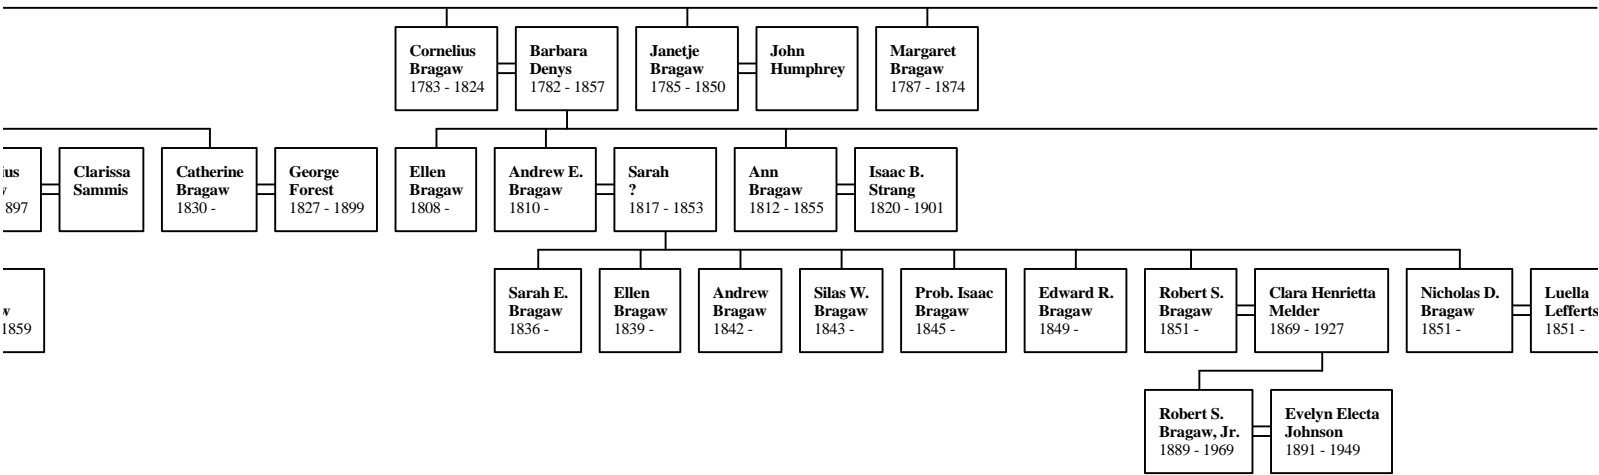 Cornelius
Bragaw
1783 - 1824
Barbara
Denys
1782 - 1857
Janetje
Bragaw
1785 - 1850
John
Humphrey
Margaret
Bragaw
1787 - 1874
ius
897
Clarissa
Sammis
Catherine
Bragaw
1830 -
George
Forest
1827 - 1899
Ellen
Bragaw
1808 -
Andrew E.
Bragaw
1810 -
Sarah
?
1817 - 1853
Ann
Bragaw
1812 - 1855
Isaac B.
Strang
1820 - 1901
w
1859
Sarah E.
Bragaw
1836 -
Ellen
Bragaw
1839 -
Andrew
Bragaw
1842 -
Silas W.
Bragaw
1843 -
Prob. Isaac
Bragaw
1845 -
Edward R.
Bragaw
1849 -
Robert S.
Bragaw
1851 -
Clara Henrietta
Melder
1869 - 1927
Nicholas D.
Bragaw
1851 -
Luella
Lefferts
1851 -
Robert S.
Bragaw, Jr.
1889 - 1969
Evelyn Electa
Johnson
1891 - 1949